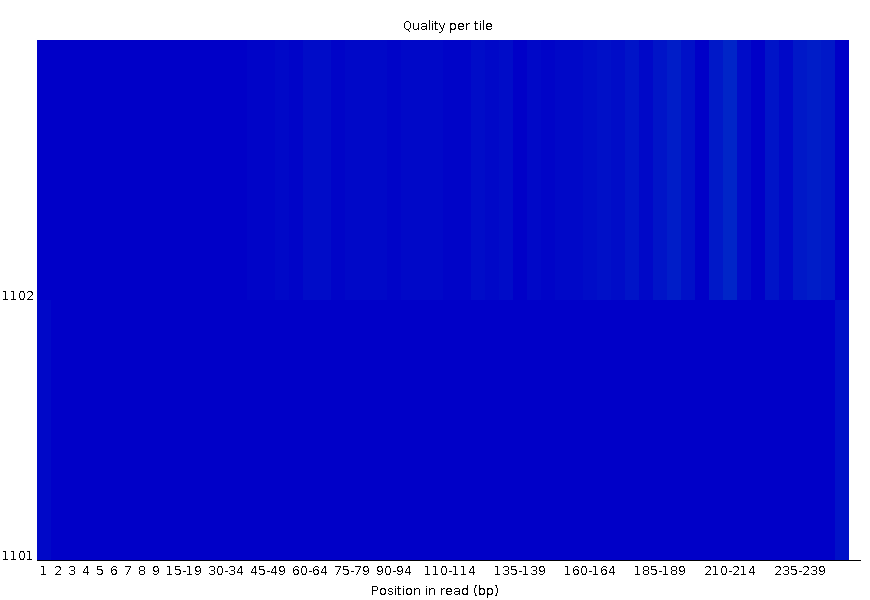 Quality per tile
1102
1101
1 2 3 4 5 6 7 8 9 15-19 30-34 45-49 60-64 75-79 90-94 110-114 135-139 160-164 185-189 210-214 235-239
Position in read (bp)